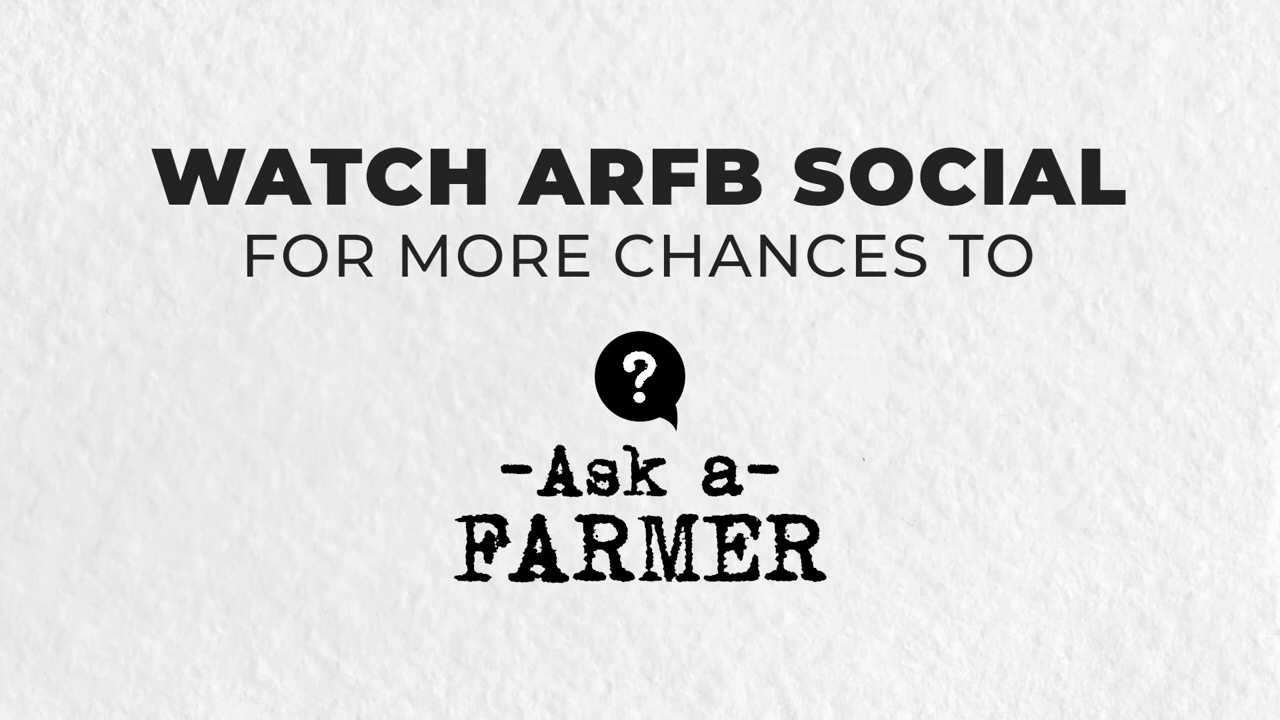 WATCH ARFB SOCIAL
FOR MORE CHANCES TO
?
-Ask a-
FARMER